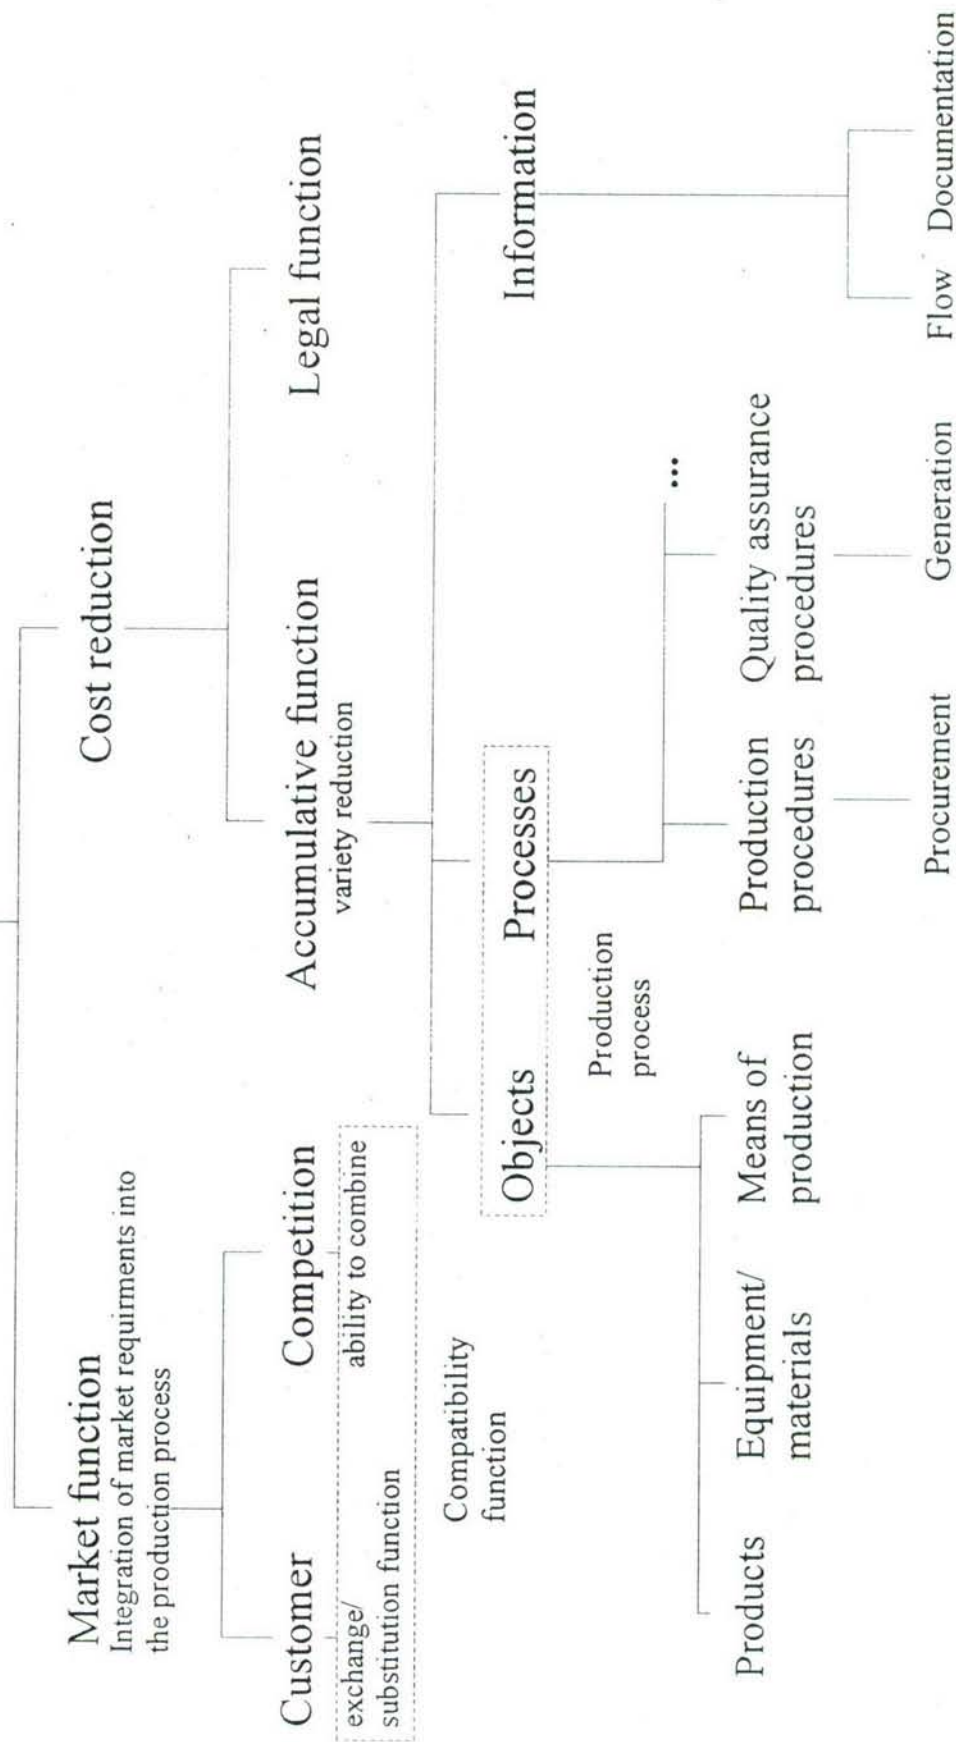 Market function
Integration of market requirments into
the production process
Cost reduction
Customer
exchange/
substitution function
Competition
ability to combine
Compatibility
function
Accumulative function
variety reduction
Legal function
Objects
Processes
Information
Production
process
Products
Equipment/
materials
Means of
production
Production
procedures
Quality assurance
procedures
...
Procurement
Generation
Flow
Documentation